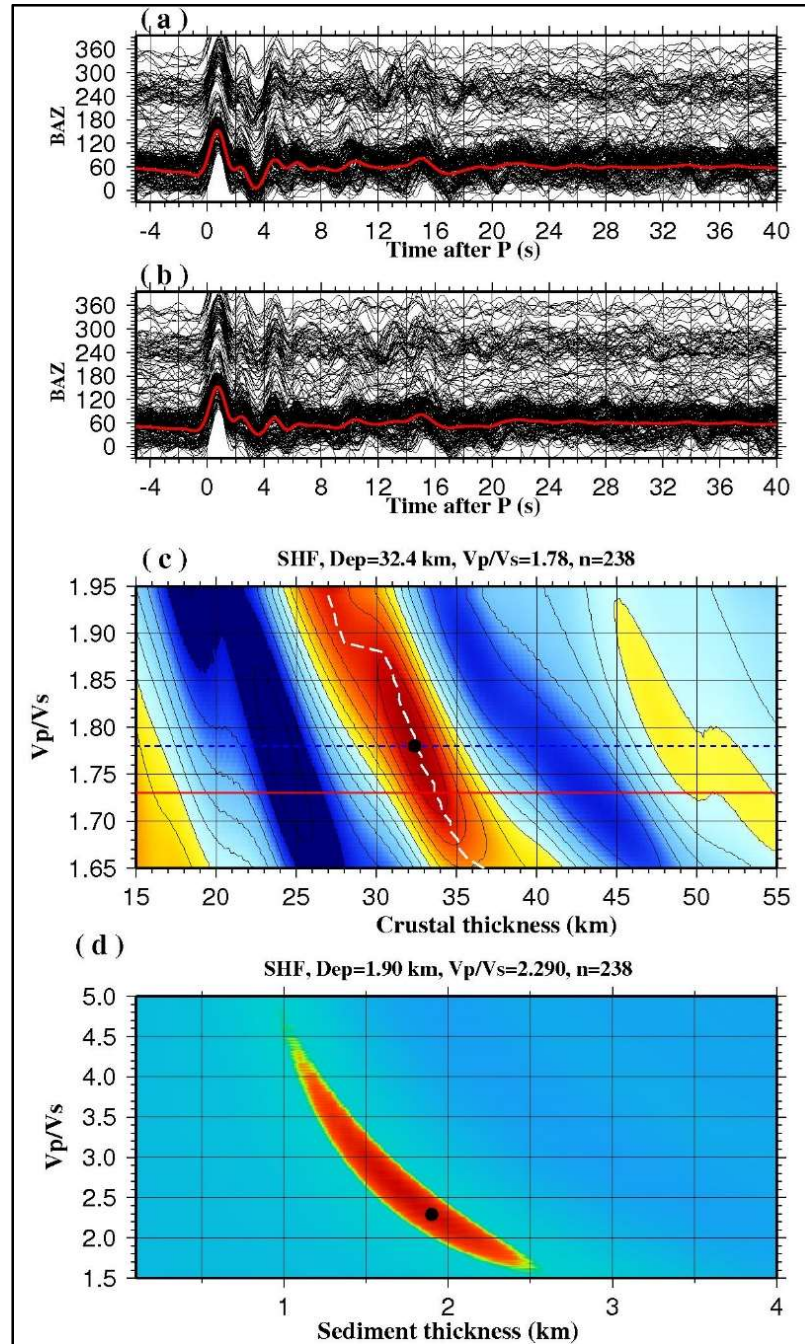 ( a )
360
300
240
180
120
60
0
BAZ
-4 0 4 8 12 16 20 24 28 32 36 40
Time after P (s)
( b )
360
300
240
180
120
60
0
BAZ
-4 0 4 8 12 16 20 24 28 32 36 40
Time after P (s)
( c )
SHF, Dep=32.4 km, Vp/Vs=1.78, n=238
1.95
1.90
1.85
1.80
1.75
1.70
1.65
Vp/Vs
15 20 25 30 35 40 45 50 55
Crustal thickness (km)
( d )
SHF, Dep=1.90 km, Vp/Vs=2.290, n=238
5.0
4.5
4.0
3.5
3.0
2.5
2.0
1.5
Vp/Vs
1 2 3 4
Sediment thickness (km)